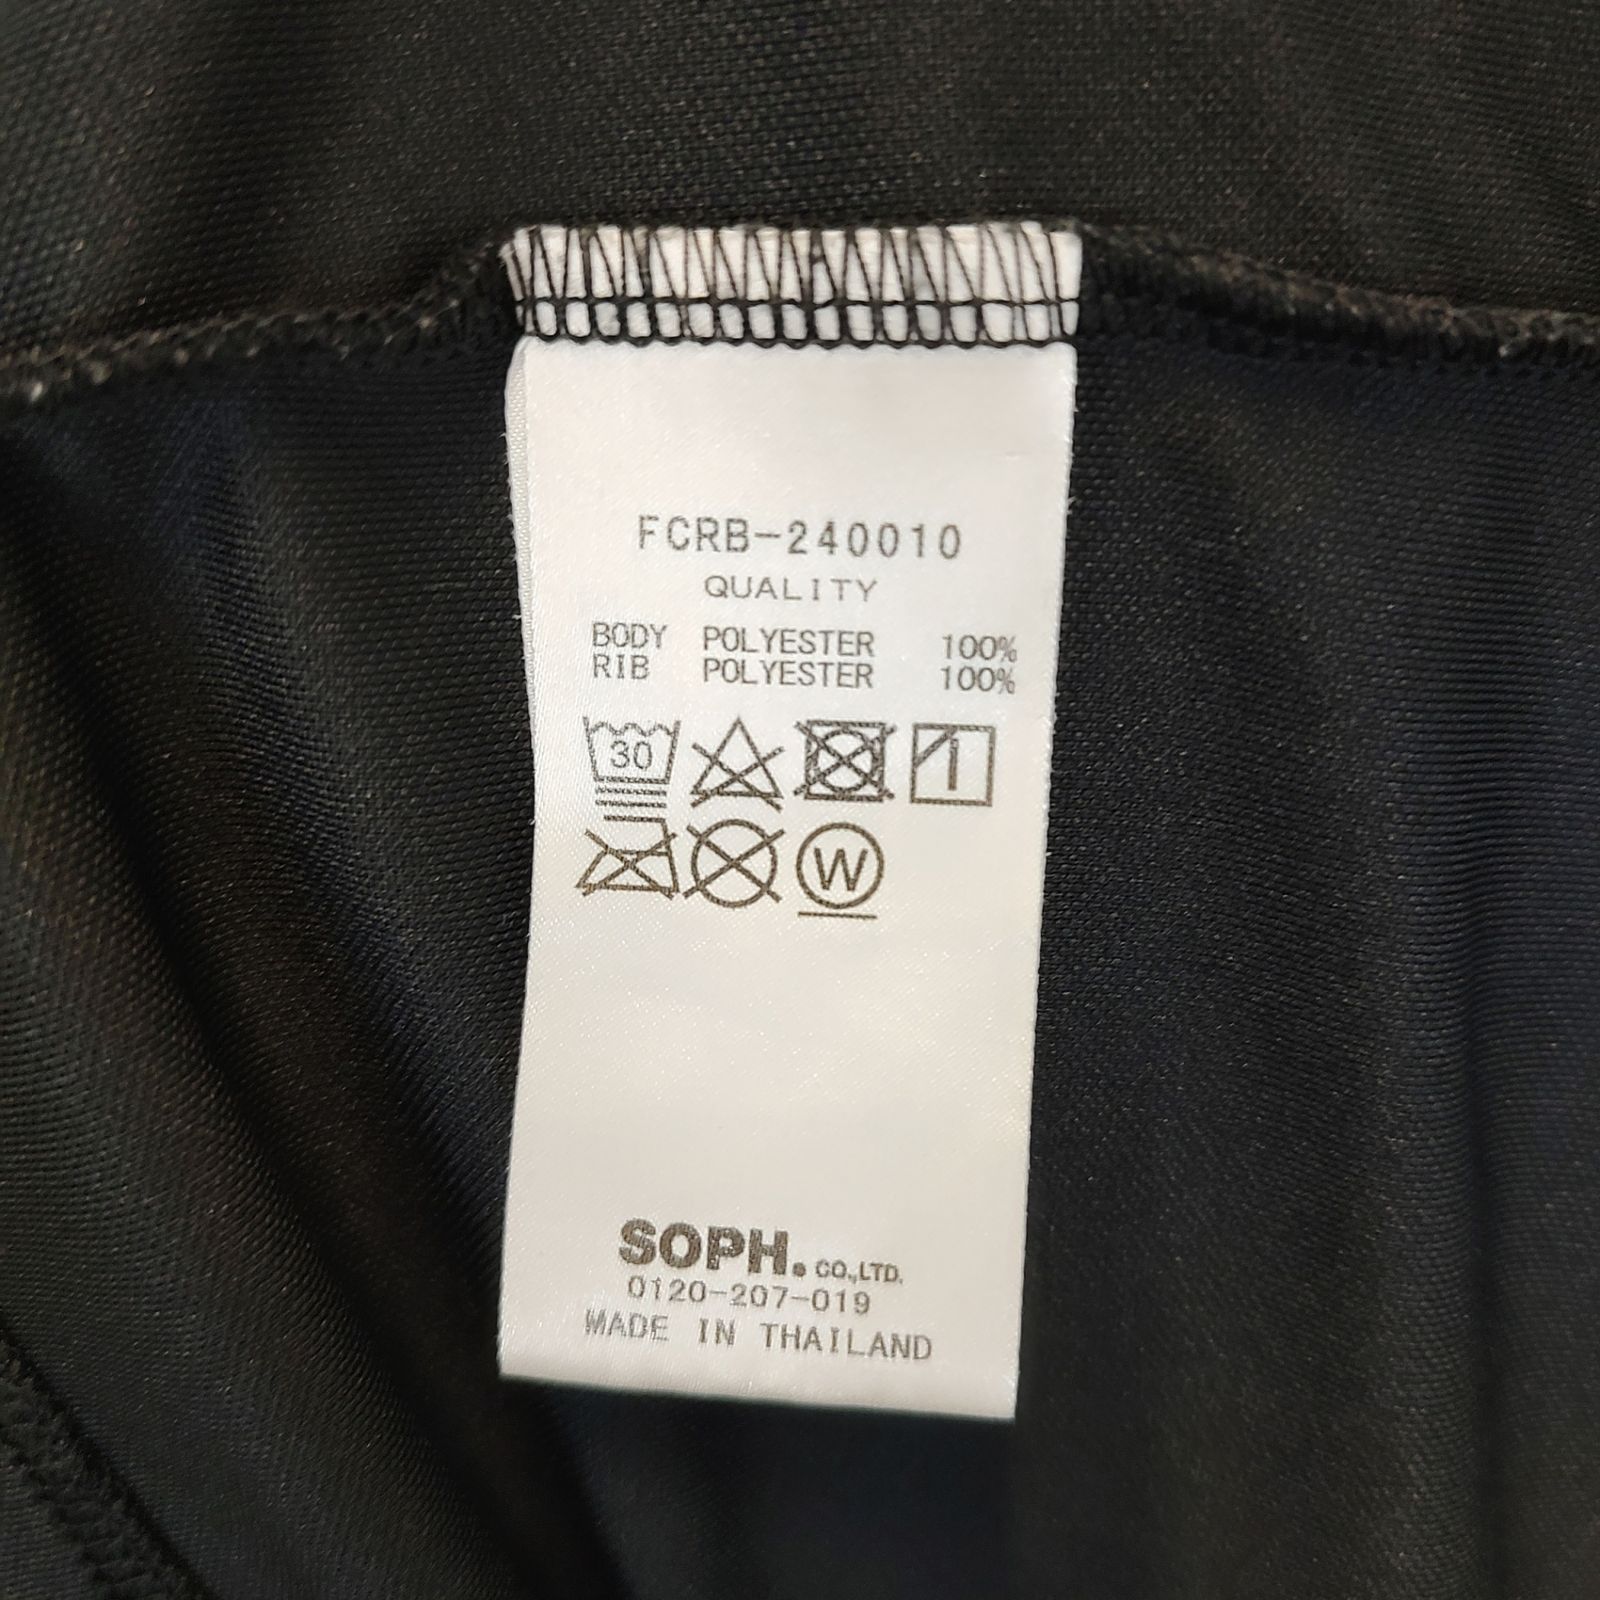 FCRB-240010
QUALITY
BODY POLYESTER 100%
RIB POLYESTER 100%
30
W
SOPH. CO.,LTD.
0120-207-019
MADE IN THAILAND